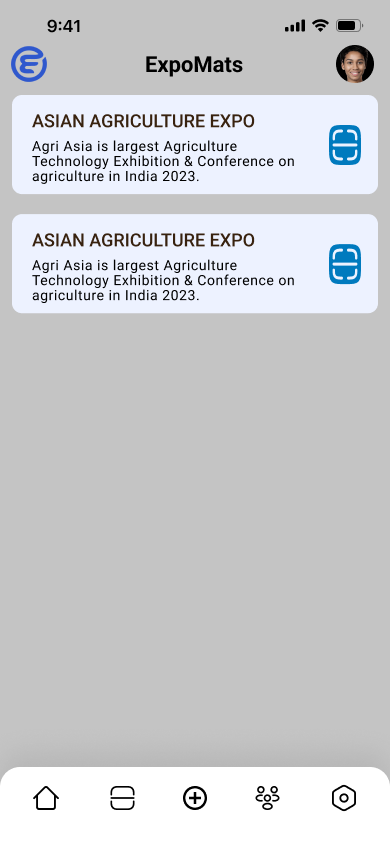 9:41
ExpoMats
ASIAN AGRICULTURE EXPO
Agri Asia is largest Agriculture
Technology Exhibition & Conference on
agriculture in India 2023.
ASIAN AGRICULTURE EXPO
Agri Asia is largest Agriculture
Technology Exhibition & Conference on
agriculture in India 2023.